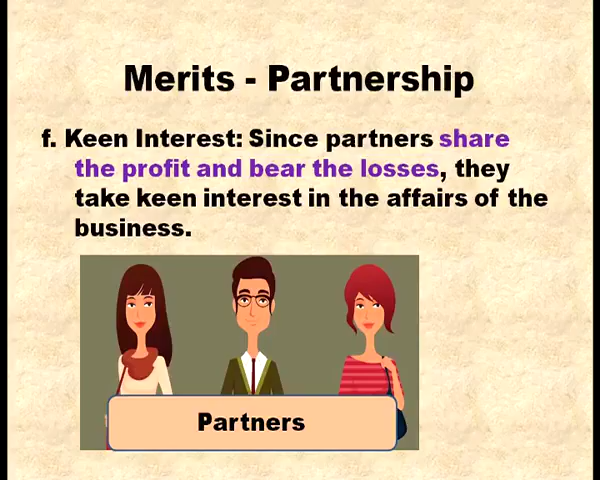 Merits - Partnership
f. Keen Interest: Since partners share
the profit and bear the losses, they
take keen interest in the affairs of the
business.
Partners